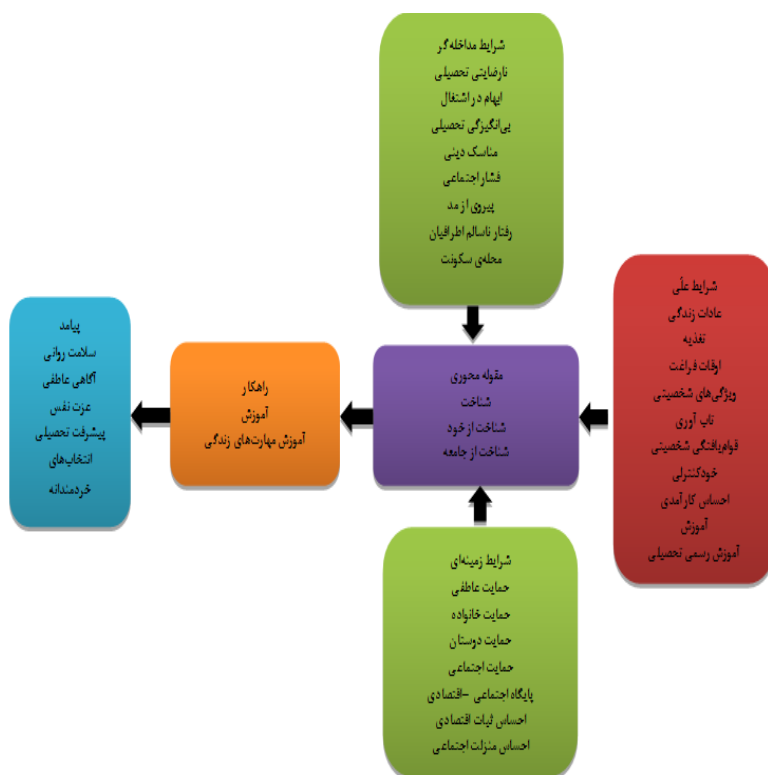 شرایط مداخله‌گر
نارضایتی تحصیلی
ابهام در اشتغال
بی‌انگیزگی تحصیلی
مناسک دینی
فشار اجتماعی
پیروی از مد
رفتار ناسالم اطرافیان
محله‌ی سکونت
شرایط علّی
عادات زندگی
تغذیه
اوقات فراغت
ویژگی‌های شخصیتی
تاب آوری
قوام‌یافتگی شخصیتی
خودکنترلی
احساس کارآمدی
آموزش
آموزش رسمی تحصیلی
مقوله محوری
شناخت
شناخت از خود
شناخت از جامعه
راهکار
آموزش
آموزش مهارت‌های زندگی
پیامد
سلامت روانی
آگاهی عاطفی
عزت نفس
پیشرفت تحصیلی
انتخاب‌های
خردمندانه
شرایط زمینه‌ای
حمایت عاطفی
حمایت خانواده
حمایت دوستان
حمایت اجتماعی
پایگاه اجتماعی –اقتصادی
احساس ثبات اقتصادی
احساس منزلت اجتماعی